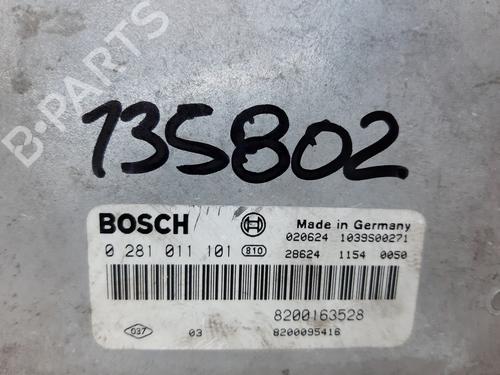 B-PARTS
135802
BOSCH Made in Germany
0 281 011 101 810 020624 1039S00271
28624 1154 0050
8200163528
037 03 8200095416